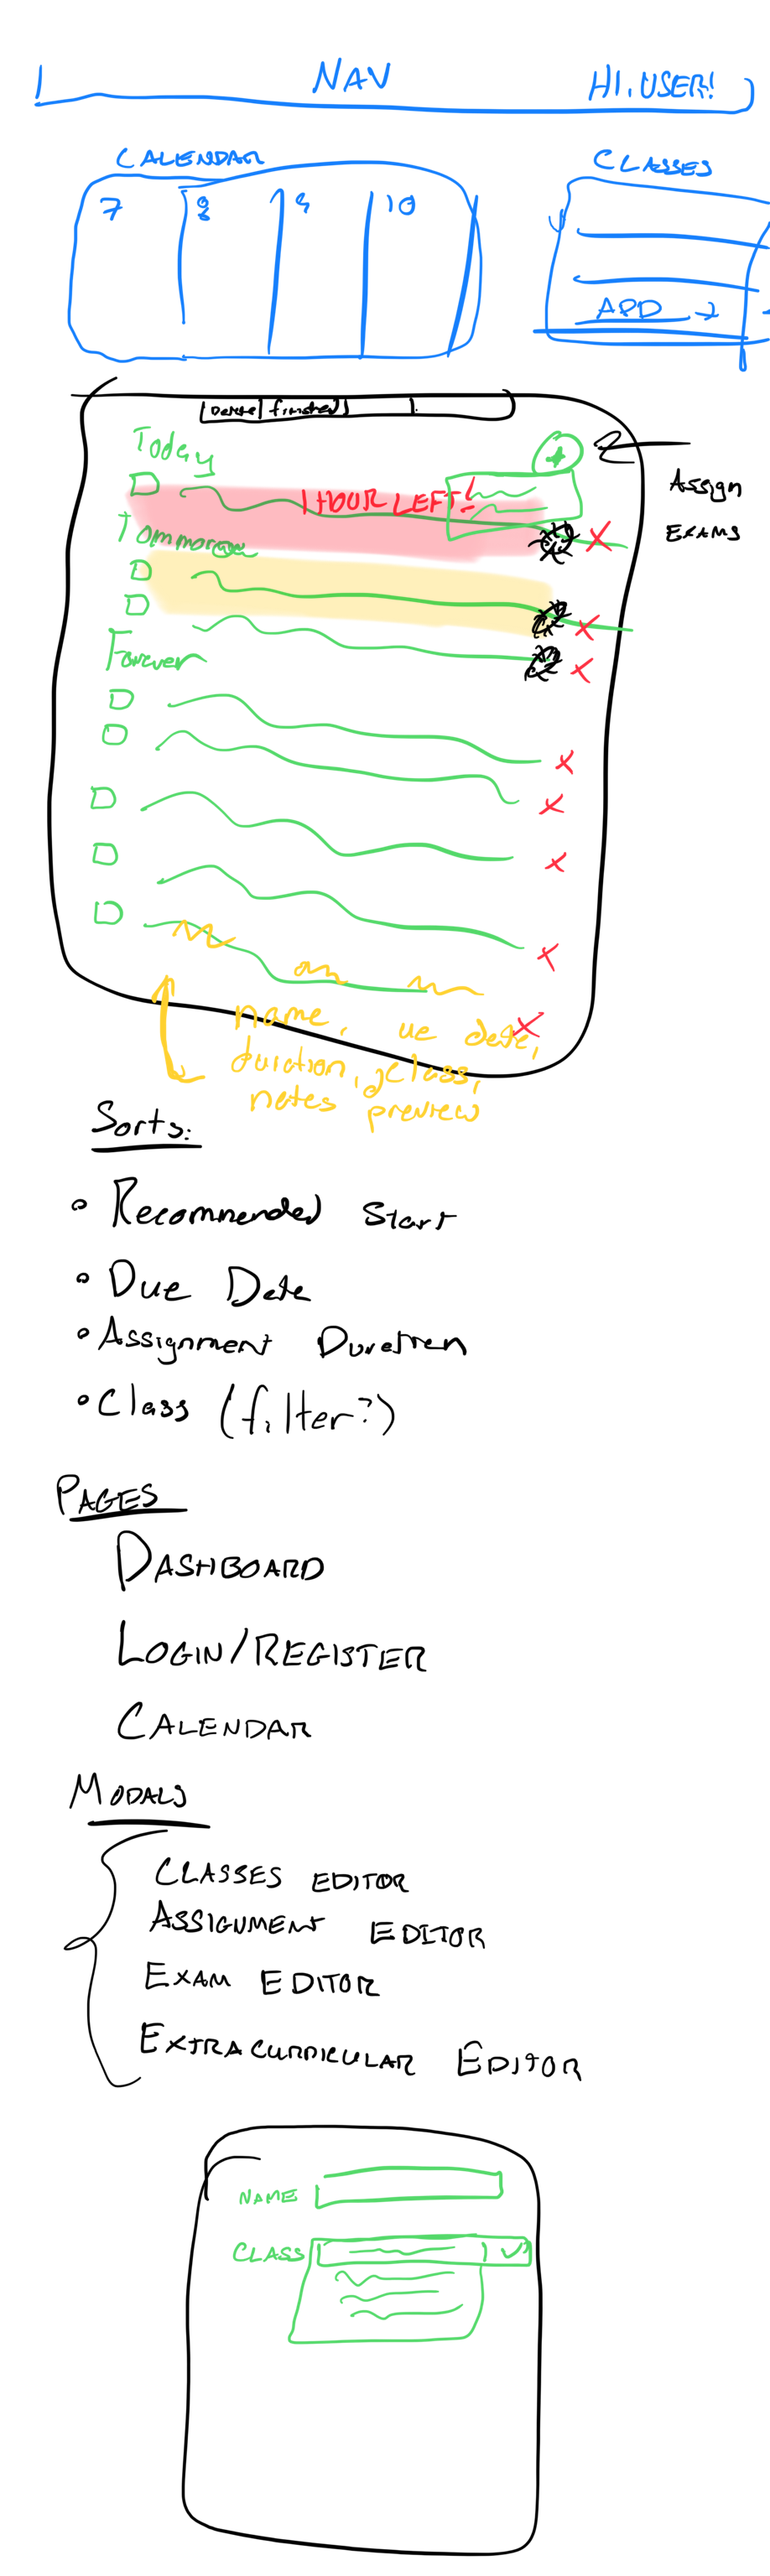 NAV HI, USER!
CALENDAR CLASSES
7 8 9 10
ADD
Delete finished
Today
1 HOUR LEFT!
Assign
EXAMS
Tommorow
Forever
name, ue date,
duration, class,
notes preview
Sorts:
Recommended Start
Due Date
Assignment Duration
Class (filter?)
PAGES
DASHBOARD
LOGIN/REGISTER
CALENDAR
MODALS
CLASSES EDITOR
ASSIGNMENT EDITOR
EXAM EDITOR
EXTRACURRICULAR EDITOR
NAME
CLASS